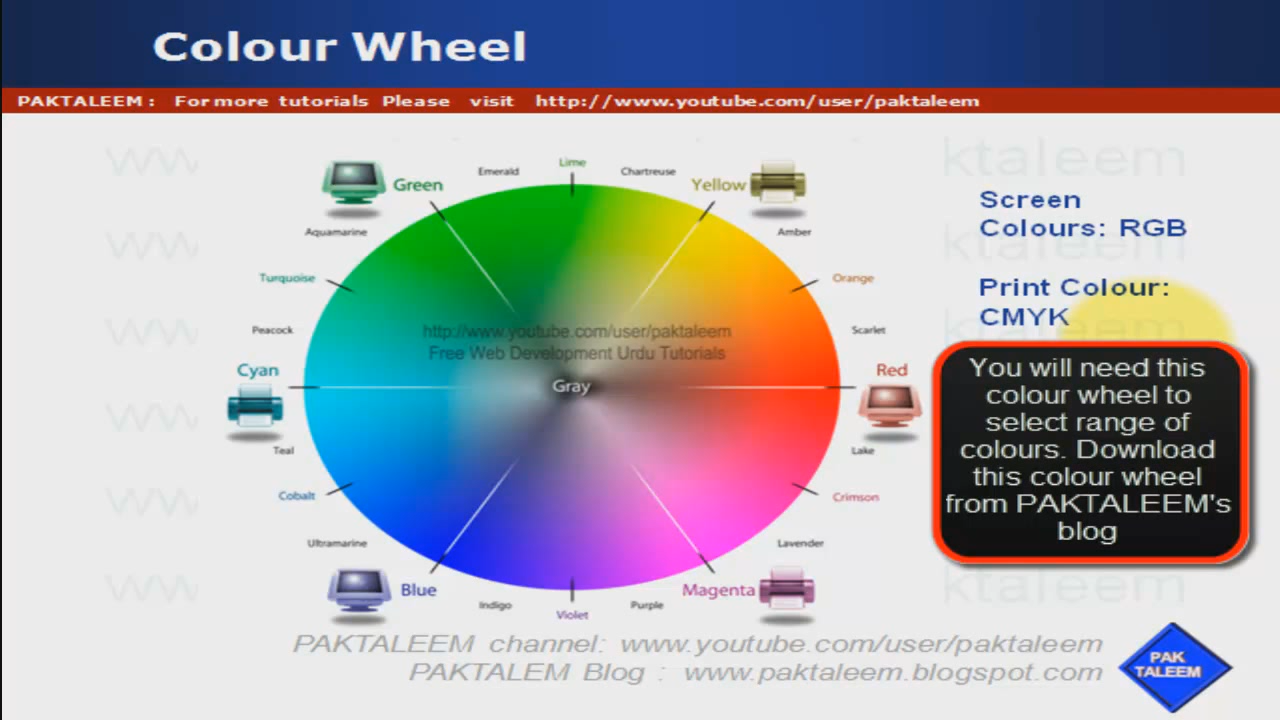 Colour Wheel
PAKTALEEM : For more tutorials Please visit http://www.youtube.com/user/paktaleem
www
ktaleem
Emerald
Lime
Chartreuse
Green
Yellow
Aquamarine
Amber
Turquoise
Orange
Peacock
Scarlet
http://www.youtube.com/user/paktaleem
Free Web Development Urdu Tutorials
Cyan
Gray
Red
Teal
Lake
Cobalt
Crimson
Ultramarine
Lavender
Blue
Magenta
Indigo
Violet
Purple
Screen
Colours: RGB
Print Colour:
CMYK
You will need this
colour wheel to
select range of
colours. Download
this colour wheel
from PAKTALEEM's
blog
PAKTALEEM channel: www.youtube.com/user/paktaleem
PAKTALEM Blog : www.paktaleem.blogspot.com
PAK
TALEEM